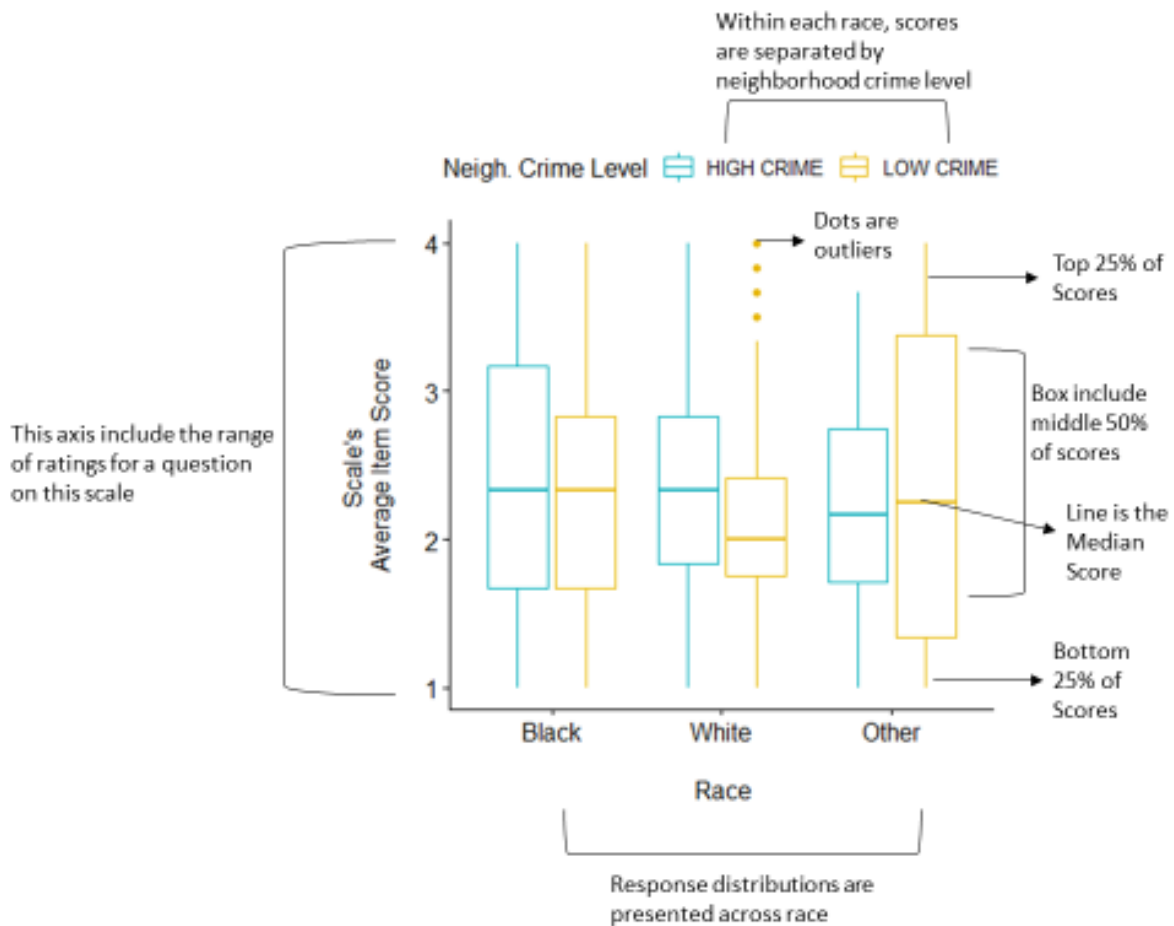 Within each race, scores
are separated by
neighborhood crime level
Neigh. Crime Level HIGH CRIME LOW CRIME
Dots are
outliers
Top 25% of
Scores
Box include
middle 50%
of scores
Line is the
Median
Score
Bottom
25% of
Scores
This axis include the range
of ratings for a question
on this scale
Scale's
Average Item Score
4
3
2
1
Black White Other
Race
Response distributions are
presented across race